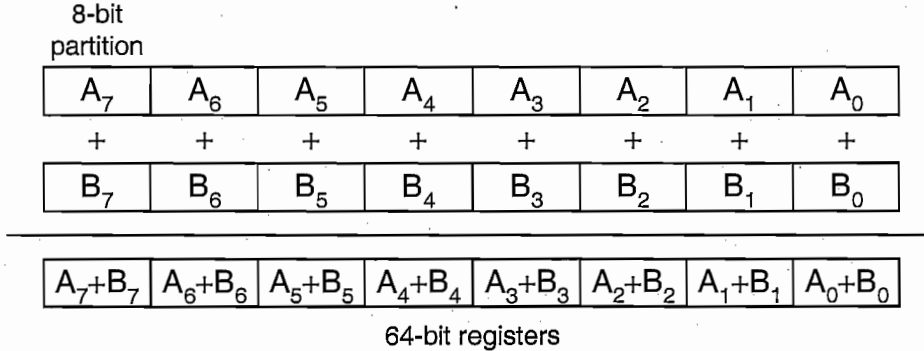 8-bit
partition
A₇ A₆ A₅ A₄ A₃ A₂ A₁ A₀
+ + + + + + + +
B₇ B₆ B₅ B₄ B₃ B₂ B₁ B₀
A₇+B₇ A₆+B₆ A₅+B₅ A₄+B₄ A₃+B₃ A₂+B₂ A₁+B₁ A₀+B₀
64-bit registers